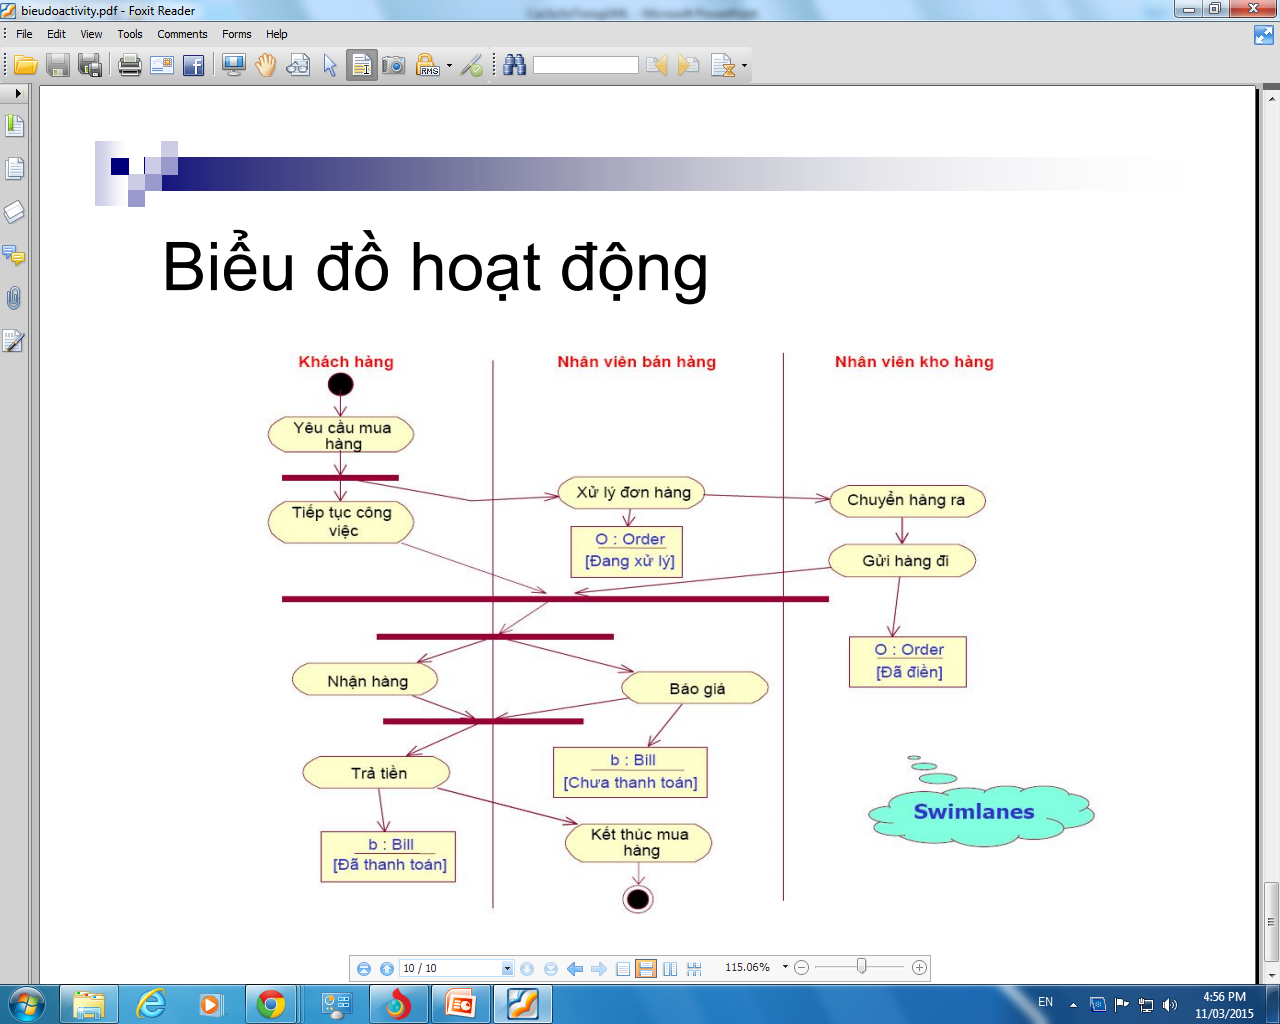 bieudoactivity.pdf - Foxit Reader
File Edit View Tools Comments Forms Help
RMS
Biểu đồ hoạt động
Khách hàng
Nhân viên bán hàng
Nhân viên kho hàng
Yêu cầu mua
hàng
Xử lý đơn hàng
Chuyển hàng ra
Tiếp tục công
việc
O : Order
[Đang xử lý]
Gửi hàng đi
O : Order
[Đã điền]
Nhận hàng
Báo giá
b : Bill
[Chưa thanh toán]
Trả tiền
Swimlanes
b : Bill
[Đã thanh toán]
Kết thúc mua
hàng
10 / 10
115.06%
EN
4:56 PM
11/03/2015